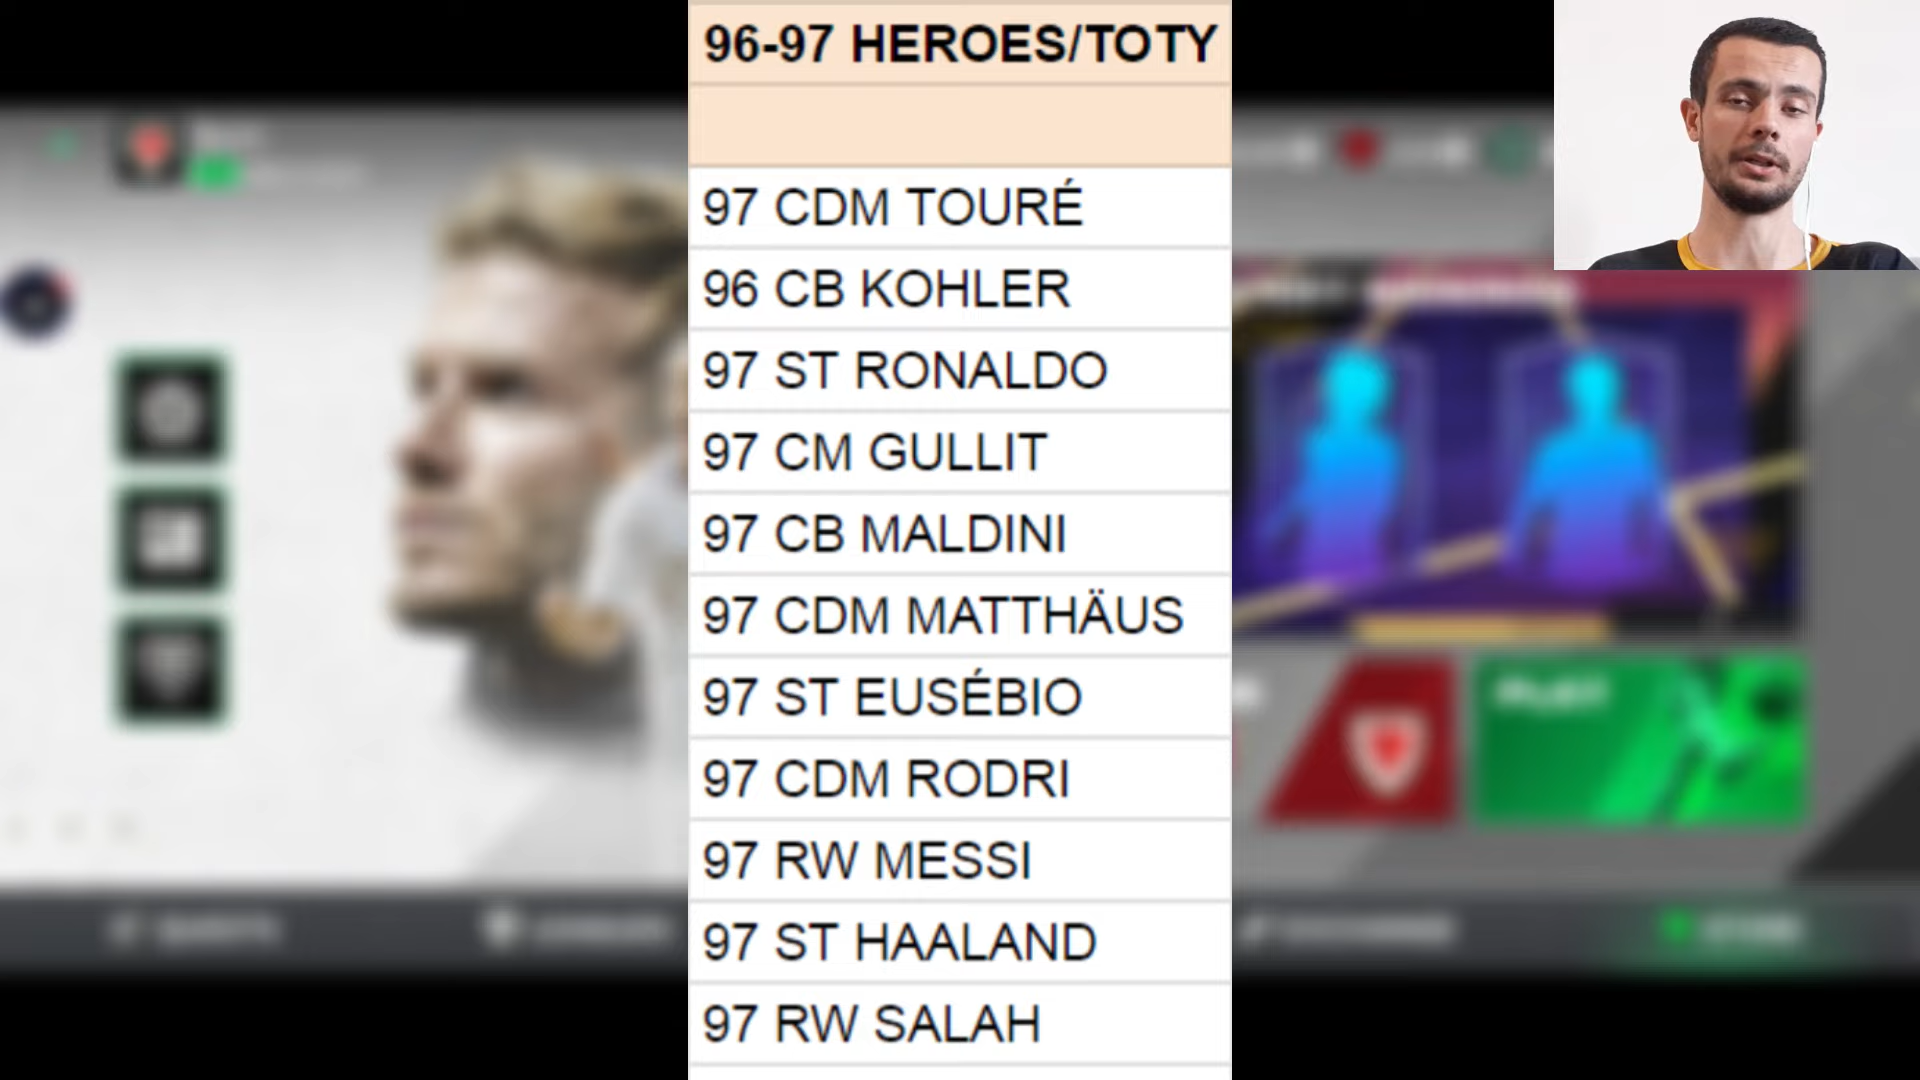 96-97 HEROES/TOTY
97 CDM TOURÉ
96 CB KOHLER
97 ST RONALDO
97 CM GULLIT
97 CB MALDINI
97 CDM MATTHÄUS
97 ST EUSÉBIO
97 CDM RODRI
97 RW MESSI
97 ST HAALAND
97 RW SALAH